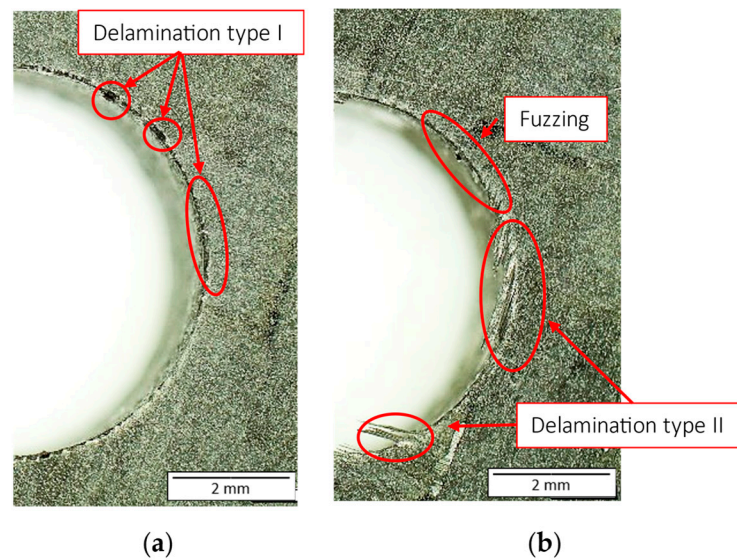 Delamination type I
Fuzzing
Delamination type II
2 mm
2 mm
(a)
(b)